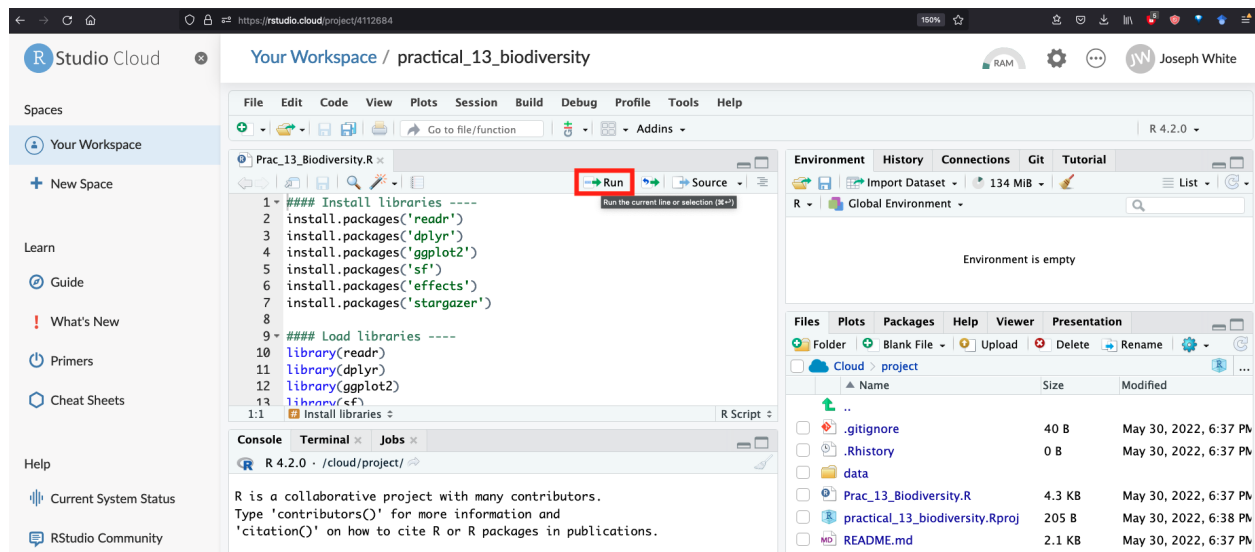 https://rstudio.cloud/project/4112684
150%
5
R Studio Cloud
Your Workspace / practical_13_biodiversity
RAM
JW
Joseph White
Spaces
Your Workspace
New Space
Learn
Guide
What's New
Primers
Cheat Sheets
Help
Current System Status
RStudio Community
File Edit Code View Plots Session Build Debug Profile Tools Help
Go to file/function
Addins
R 4.2.0
Prac_13_Biodiversity.R
Run
Source
Run the current line or selection (⌘↩)
1 #### Install libraries ----
2 install.packages('readr')
3 install.packages('dplyr')
4 install.packages('ggplot2')
5 install.packages('sf')
6 install.packages('effects')
7 install.packages('stargazer')
8
9 #### Load libraries ----
10 library(readr)
11 library(dplyr)
12 library(ggplot2)
13 library(sf)
1:1 # Install libraries R Script
Console Terminal Jobs
R 4.2.0 · /cloud/project/
R is a collaborative project with many contributors.
Type 'contributors()' for more information and
'citation()' on how to cite R or R packages in publications.
Environment History Connections Git Tutorial
Import Dataset 134 MiB List
R Global Environment
Environment is empty
Files Plots Packages Help Viewer Presentation
Folder Blank File Upload Delete Rename
Cloud > project
Name Size Modified
..
.gitignore 40 B May 30, 2022, 6:37 PM
.Rhistory 0 B May 30, 2022, 6:37 PM
data
Prac_13_Biodiversity.R 4.3 KB May 30, 2022, 6:37 PM
practical_13_biodiversity.Rproj 205 B May 30, 2022, 6:38 PM
MD README.md 2.1 KB May 30, 2022, 6:37 PM